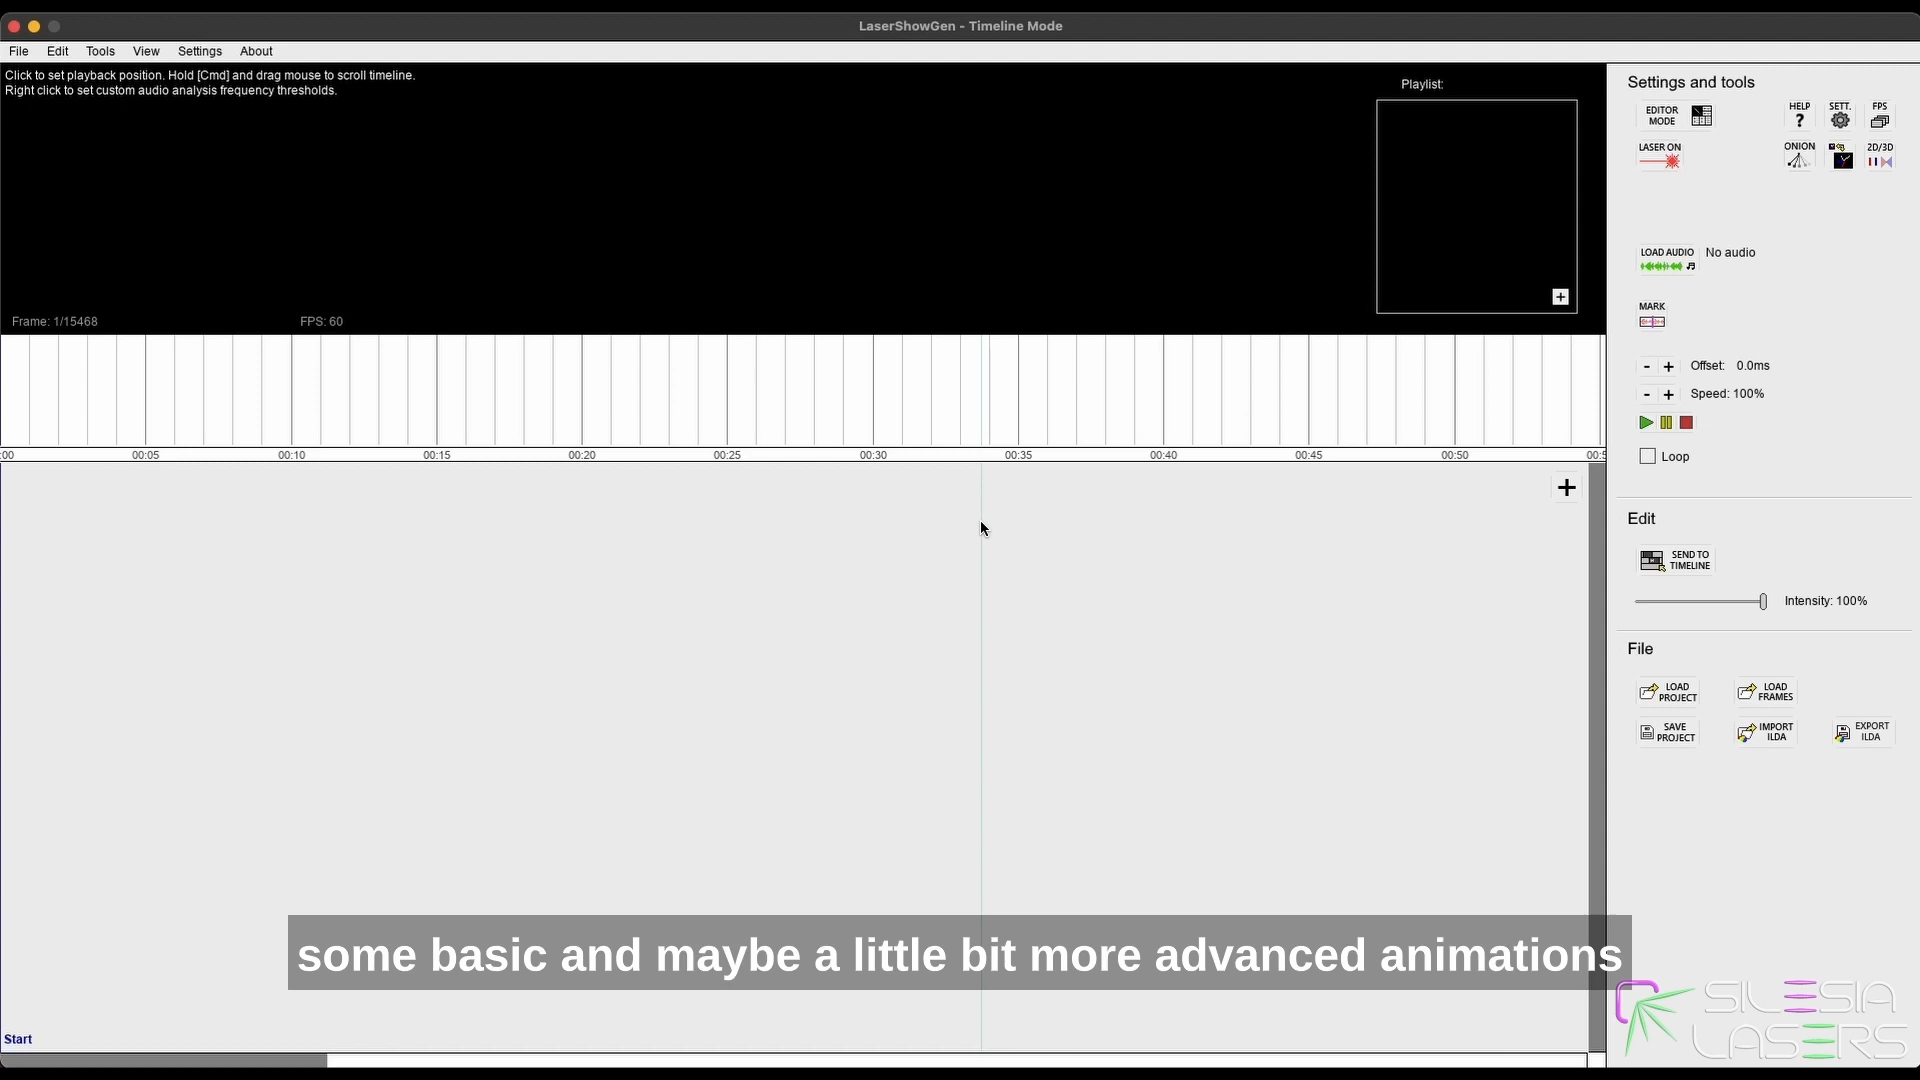 LaserShowGen - Timeline Mode
File Edit Tools View Settings About
Click to set playback position. Hold [Cmd] and drag mouse to scroll timeline.
Right click to set custom audio analysis frequency thresholds.
Playlist:
+
Frame: 1/15468 FPS: 60
:00 00:05 00:10 00:15 00:20 00:25 00:30 00:35 00:40 00:45 00:50 00:5
+
Start
Settings and tools
EDITOR
MODE
HELP
?
SETT.
FPS
LASER ON
ONION
2D/3D
LOAD AUDIO
No audio
MARK
- + Offset: 0.0ms
- + Speed: 100%
Loop
Edit
SEND TO
TIMELINE
Intensity: 100%
File
LOAD
PROJECT
LOAD
FRAMES
SAVE
PROJECT
IMPORT
ILDA
EXPORT
ILDA
some basic and maybe a little bit more advanced animations
SILESIA
LASERS